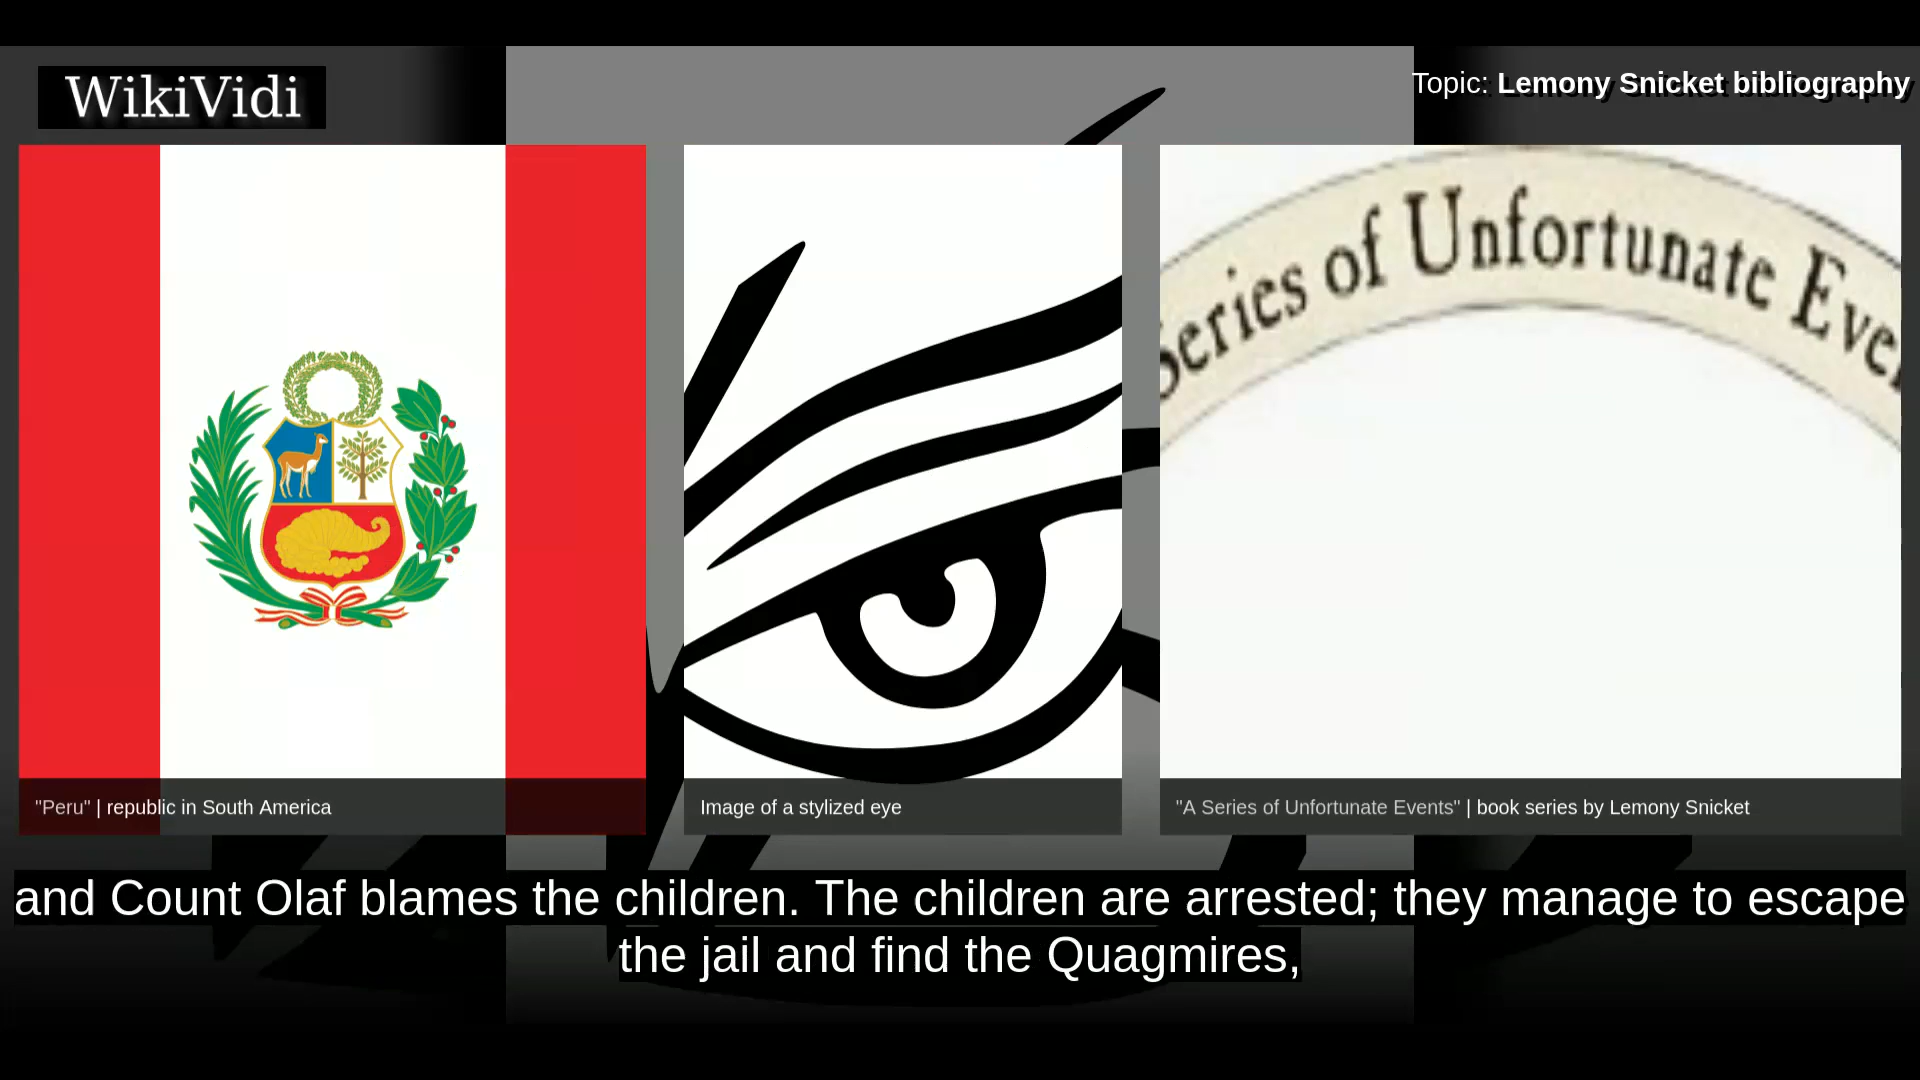 WikiVidi
Topic: Lemony Snicket bibliography
Series of Unfortunate Eve
"Peru" | republic in South America
Image of a stylized eye
"A Series of Unfortunate Events" | book series by Lemony Snicket
and Count Olaf blames the children. The children are arrested; they manage to escape
the jail and find the Quagmires,